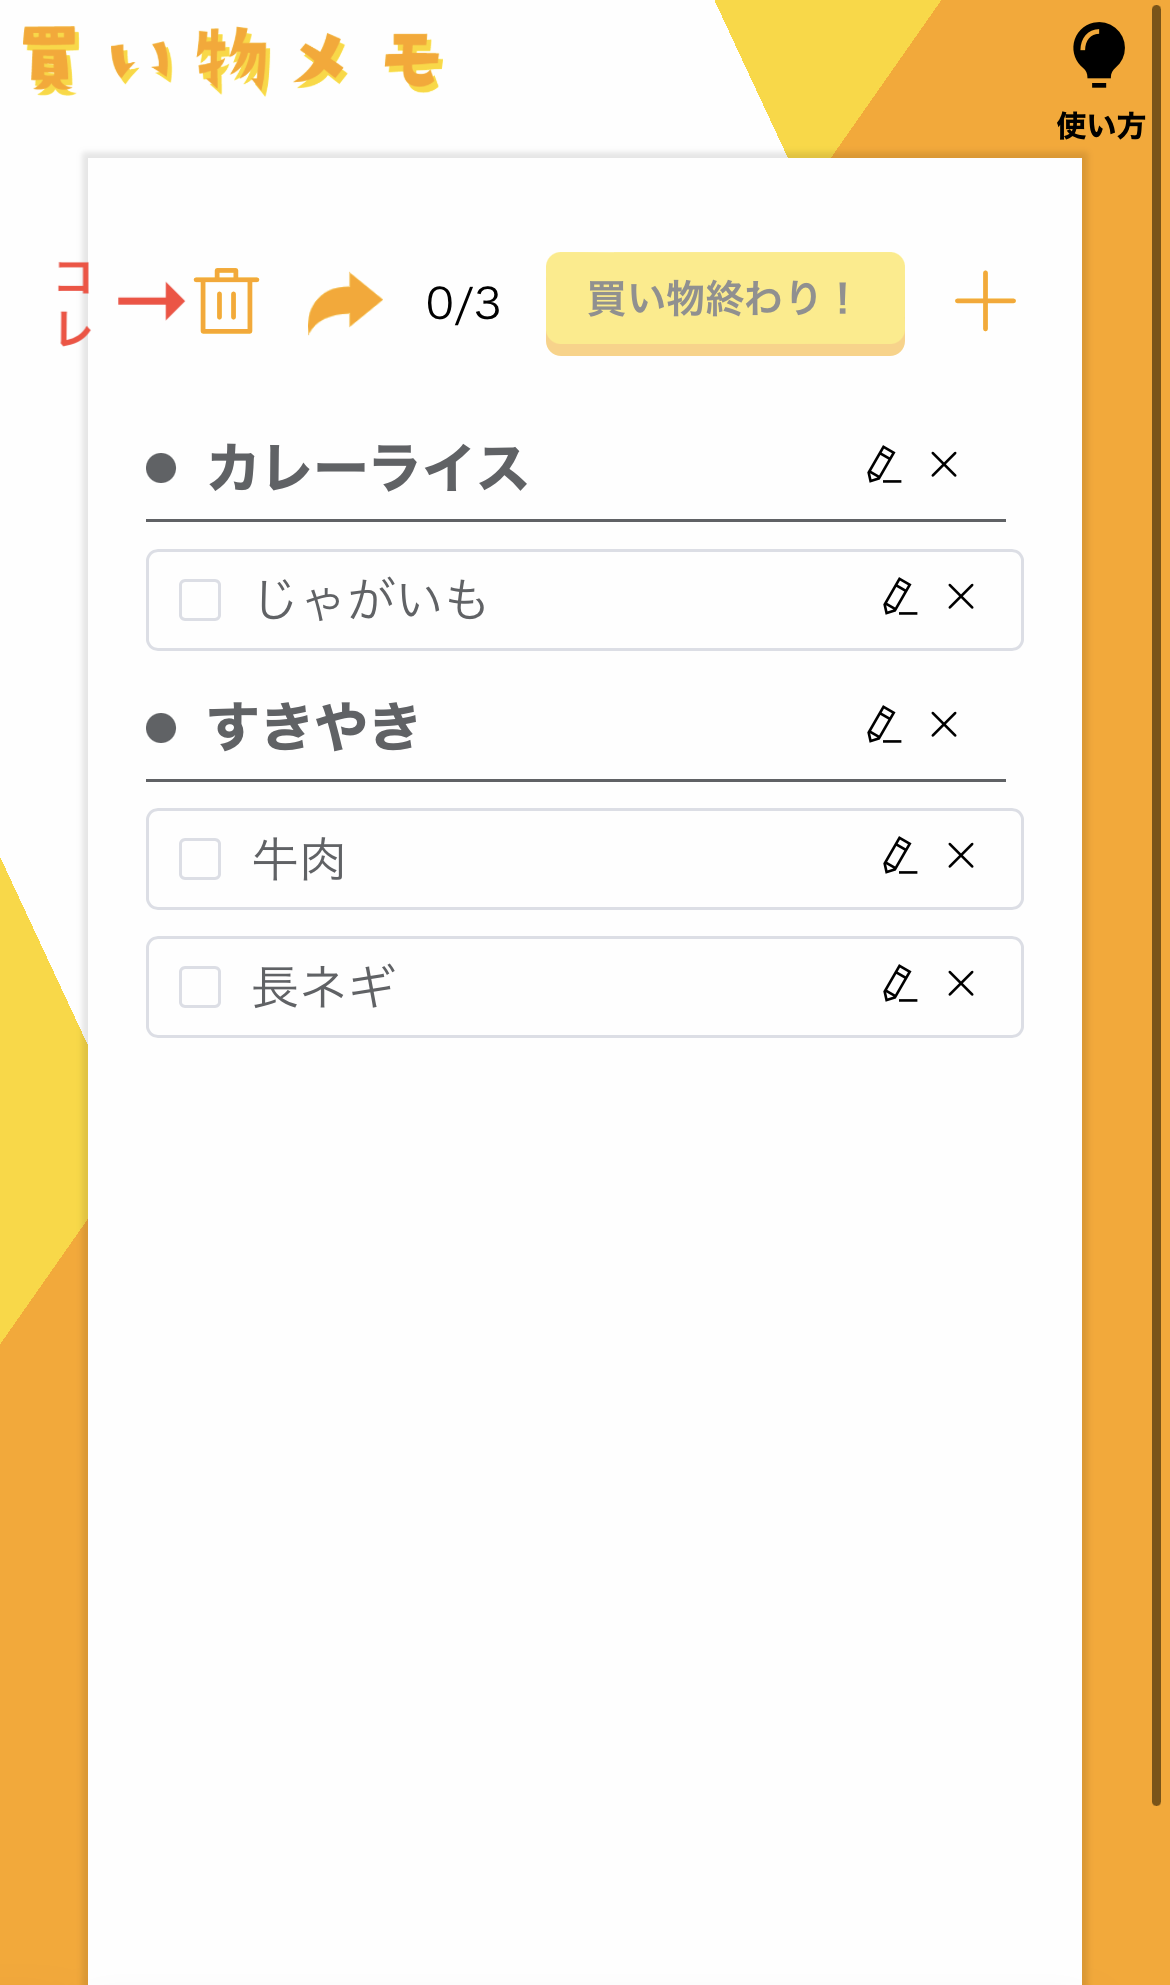 買い物メモ
使い方
コレ
0/3
買い物終わり！
カレーライス
じゃがいも
すきやき
牛肉
長ネギ